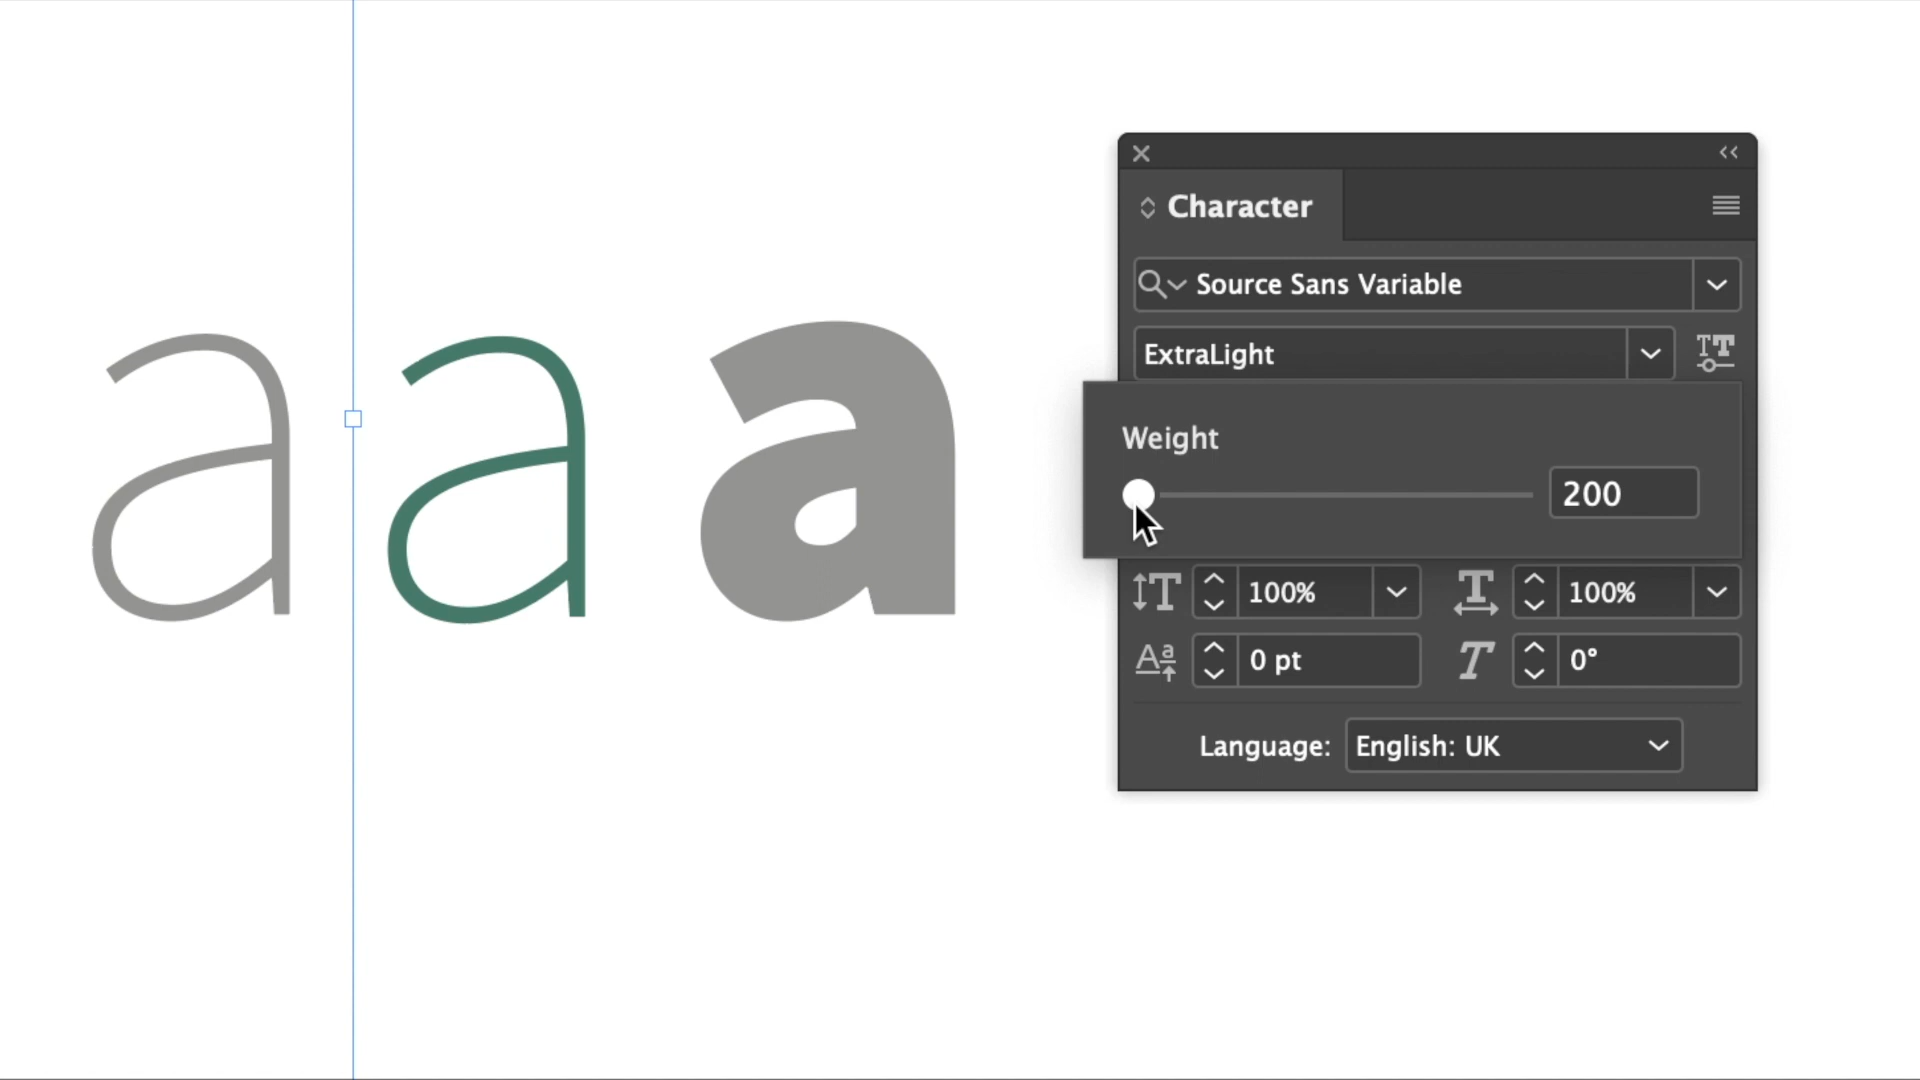 a a a
Character
Source Sans Variable
ExtraLight
Weight
200
100% 100%
0 pt 0°
Language: English: UK